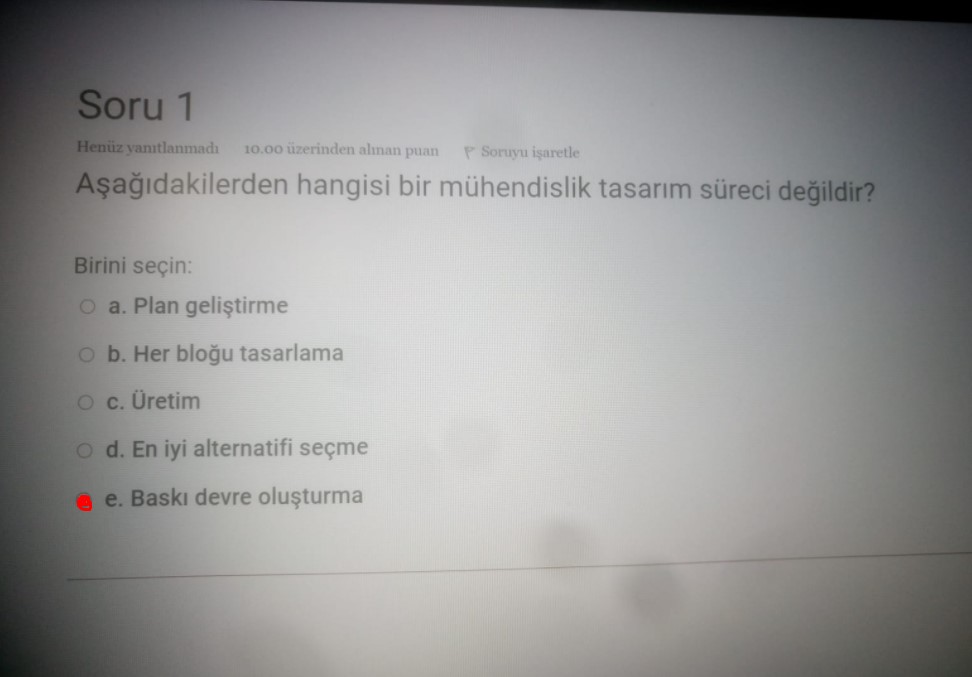 Soru 1
Henüz yanıtlanmadı 10.00 üzerinden alınan puan Soruyu işaretle
Aşağıdakilerden hangisi bir mühendislik tasarım süreci değildir?
Birini seçin:
a. Plan geliştirme
b. Her bloğu tasarlama
c. Üretim
d. En iyi alternatifi seçme
e. Baskı devre oluşturma